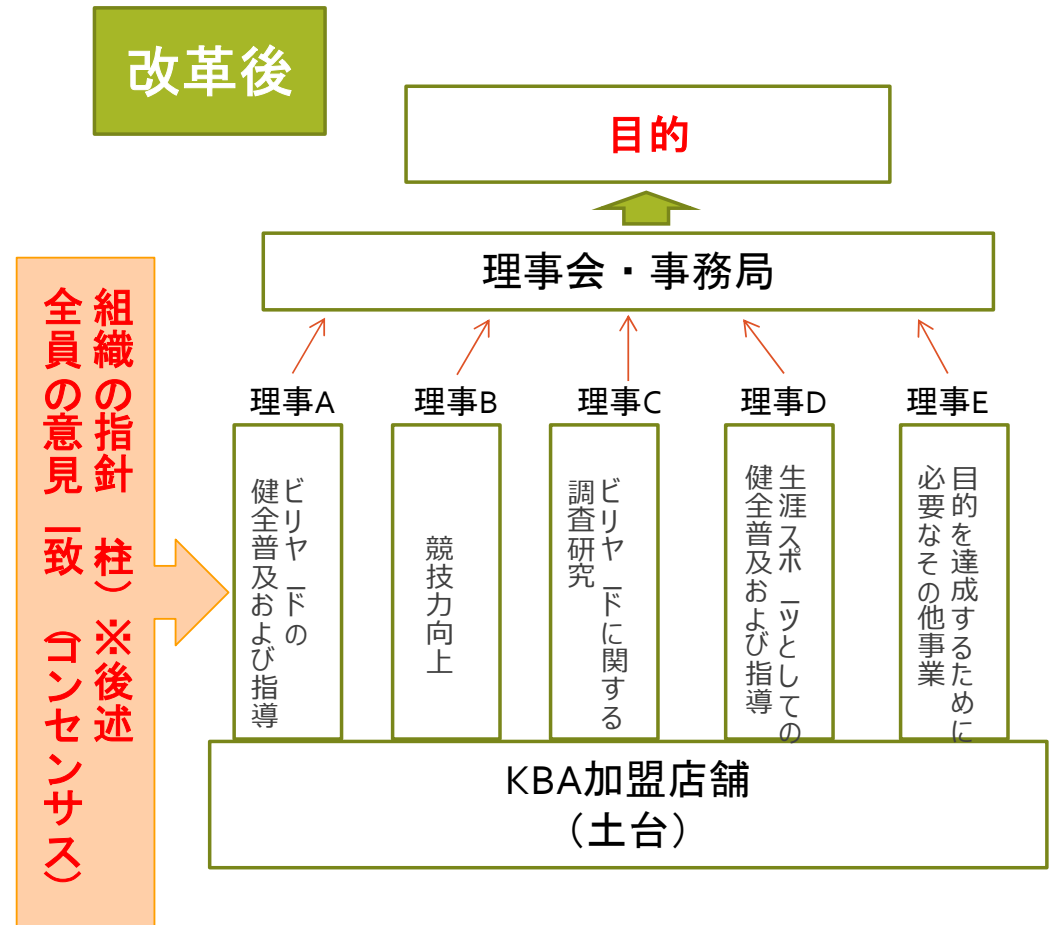 改革後
目的
理事会・事務局
組織の指針（柱）※後述
全員の意見一致（コンセンサス）
理事A
理事B
理事C
理事D
理事E
ビリヤードの
健全普及および指導
競技力向上
ビリヤードに関する
調査研究
生涯スポーツとしての
健全普及および指導
目的を達成するために
必要なその他事業
KBA加盟店舗
（土台）